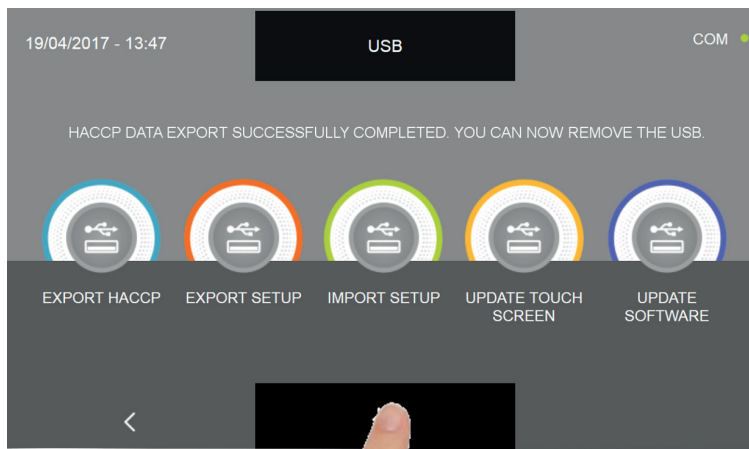 19/04/2017 - 13:47
USB
COM
HACCP DATA EXPORT SUCCESSFULLY COMPLETED. YOU CAN NOW REMOVE THE USB.
EXPORT HACCP
EXPORT SETUP
IMPORT SETUP
UPDATE TOUCH
SCREEN
UPDATE
SOFTWARE